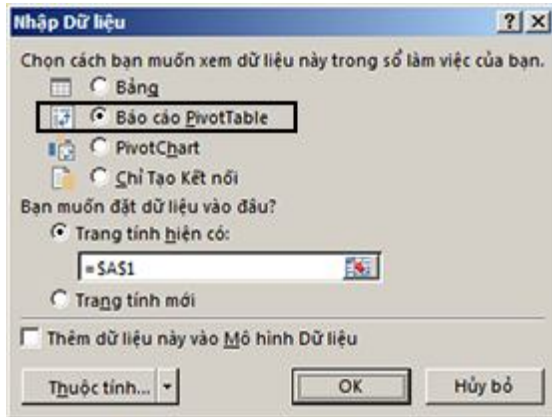 Nhập Dữ liệu
Chọn cách bạn muốn xem dữ liệu này trong sổ làm việc của bạn.
Bảng
Báo cáo PivotTable
PivotChart
Chỉ Tạo Kết nối
Bạn muốn đặt dữ liệu vào đâu?
Trang tính hiện có:
=$A$1
Trang tính mới
Thêm dữ liệu này vào Mô hình Dữ liệu
Thuộc tính... OK Hủy bỏ